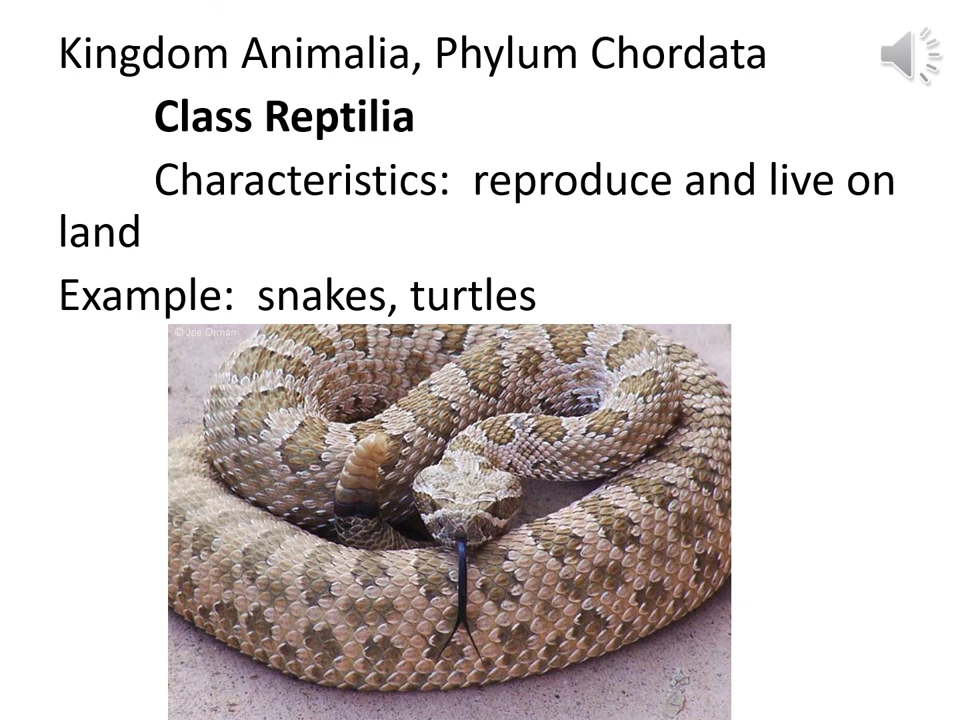 Kingdom Animalia, Phylum Chordata
Class Reptilia
Characteristics:  reproduce and live on
land
Example:  snakes, turtles
© Joe Orman